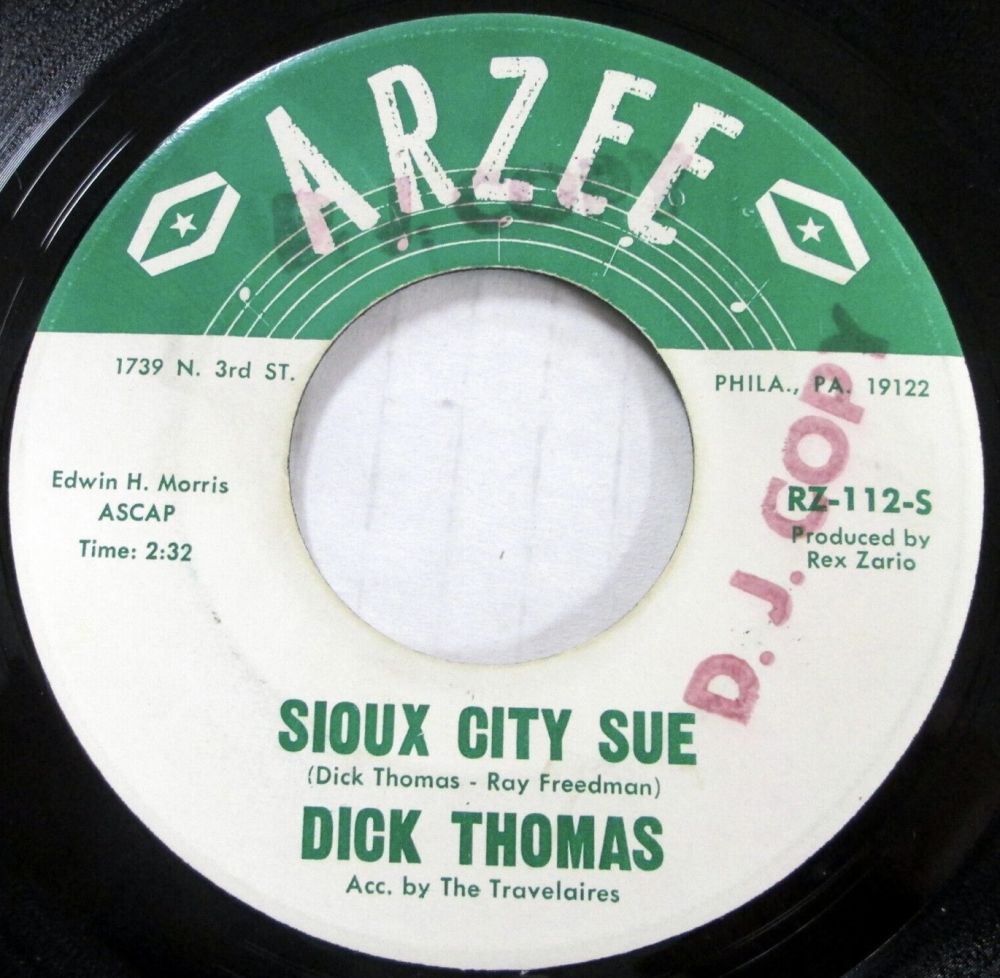 ARZEE
D.J. COPY
1739 N. 3rd ST.
PHILA., PA. 19122
Edwin H. Morris
ASCAP
Time: 2:32
RZ-112-S
Produced by
Rex Zario
D.J. COPY
SIOUX CITY SUE
(Dick Thomas - Ray Freedman)
DICK THOMAS
Acc. by The Travelaires